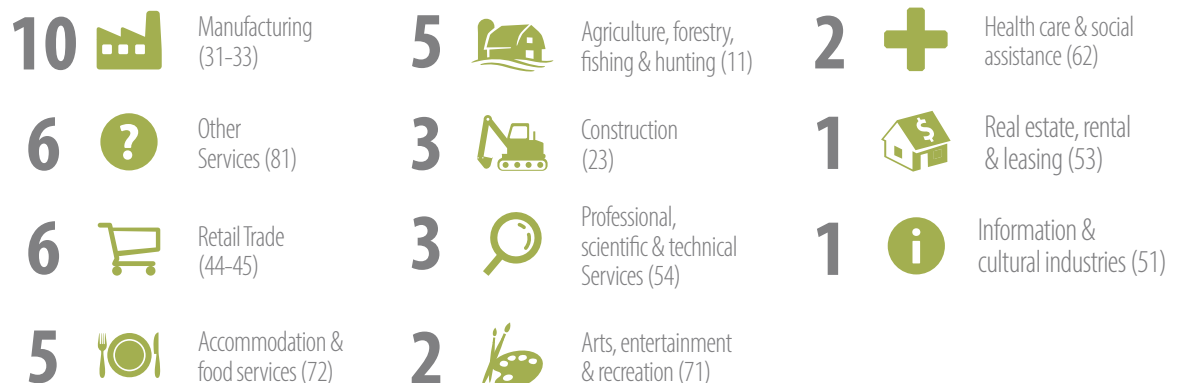 10
Manufacturing
(31-33)
6
?
Other
Services (81)
6
Retail Trade
(44-45)
5
Accommodation &
food services (72)
5
Agriculture, forestry,
fishing & hunting (11)
3
Construction
(23)
3
Professional,
scientific & technical
Services (54)
2
Arts, entertainment
& recreation (71)
2
Health care & social
assistance (62)
1
$
Real estate, rental
& leasing (53)
1
i
Information &
cultural industries (51)